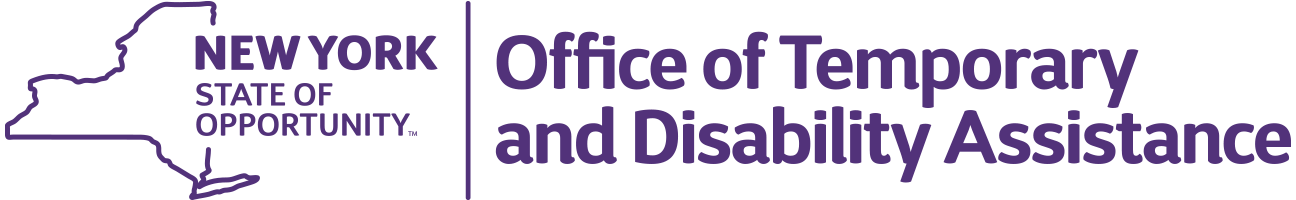 NEW YORK
STATE OF
OPPORTUNITY™
Office of Temporary
and Disability Assistance